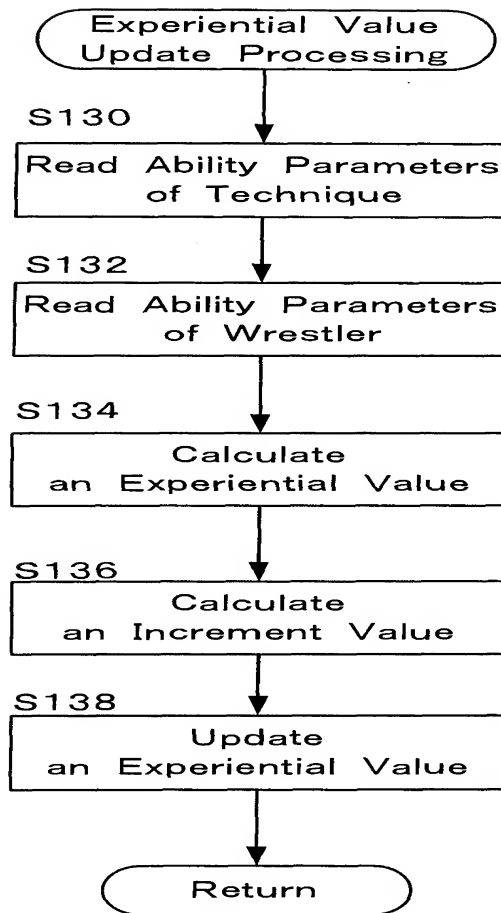 Experiential Value
Update Processing
S130
Read Ability Parameters
of Technique
S132
Read Ability Parameters
of Wrestler
S134
Calculate
an Experiential Value
S136
Calculate
an Increment Value
S138
Update
an Experiential Value
Return